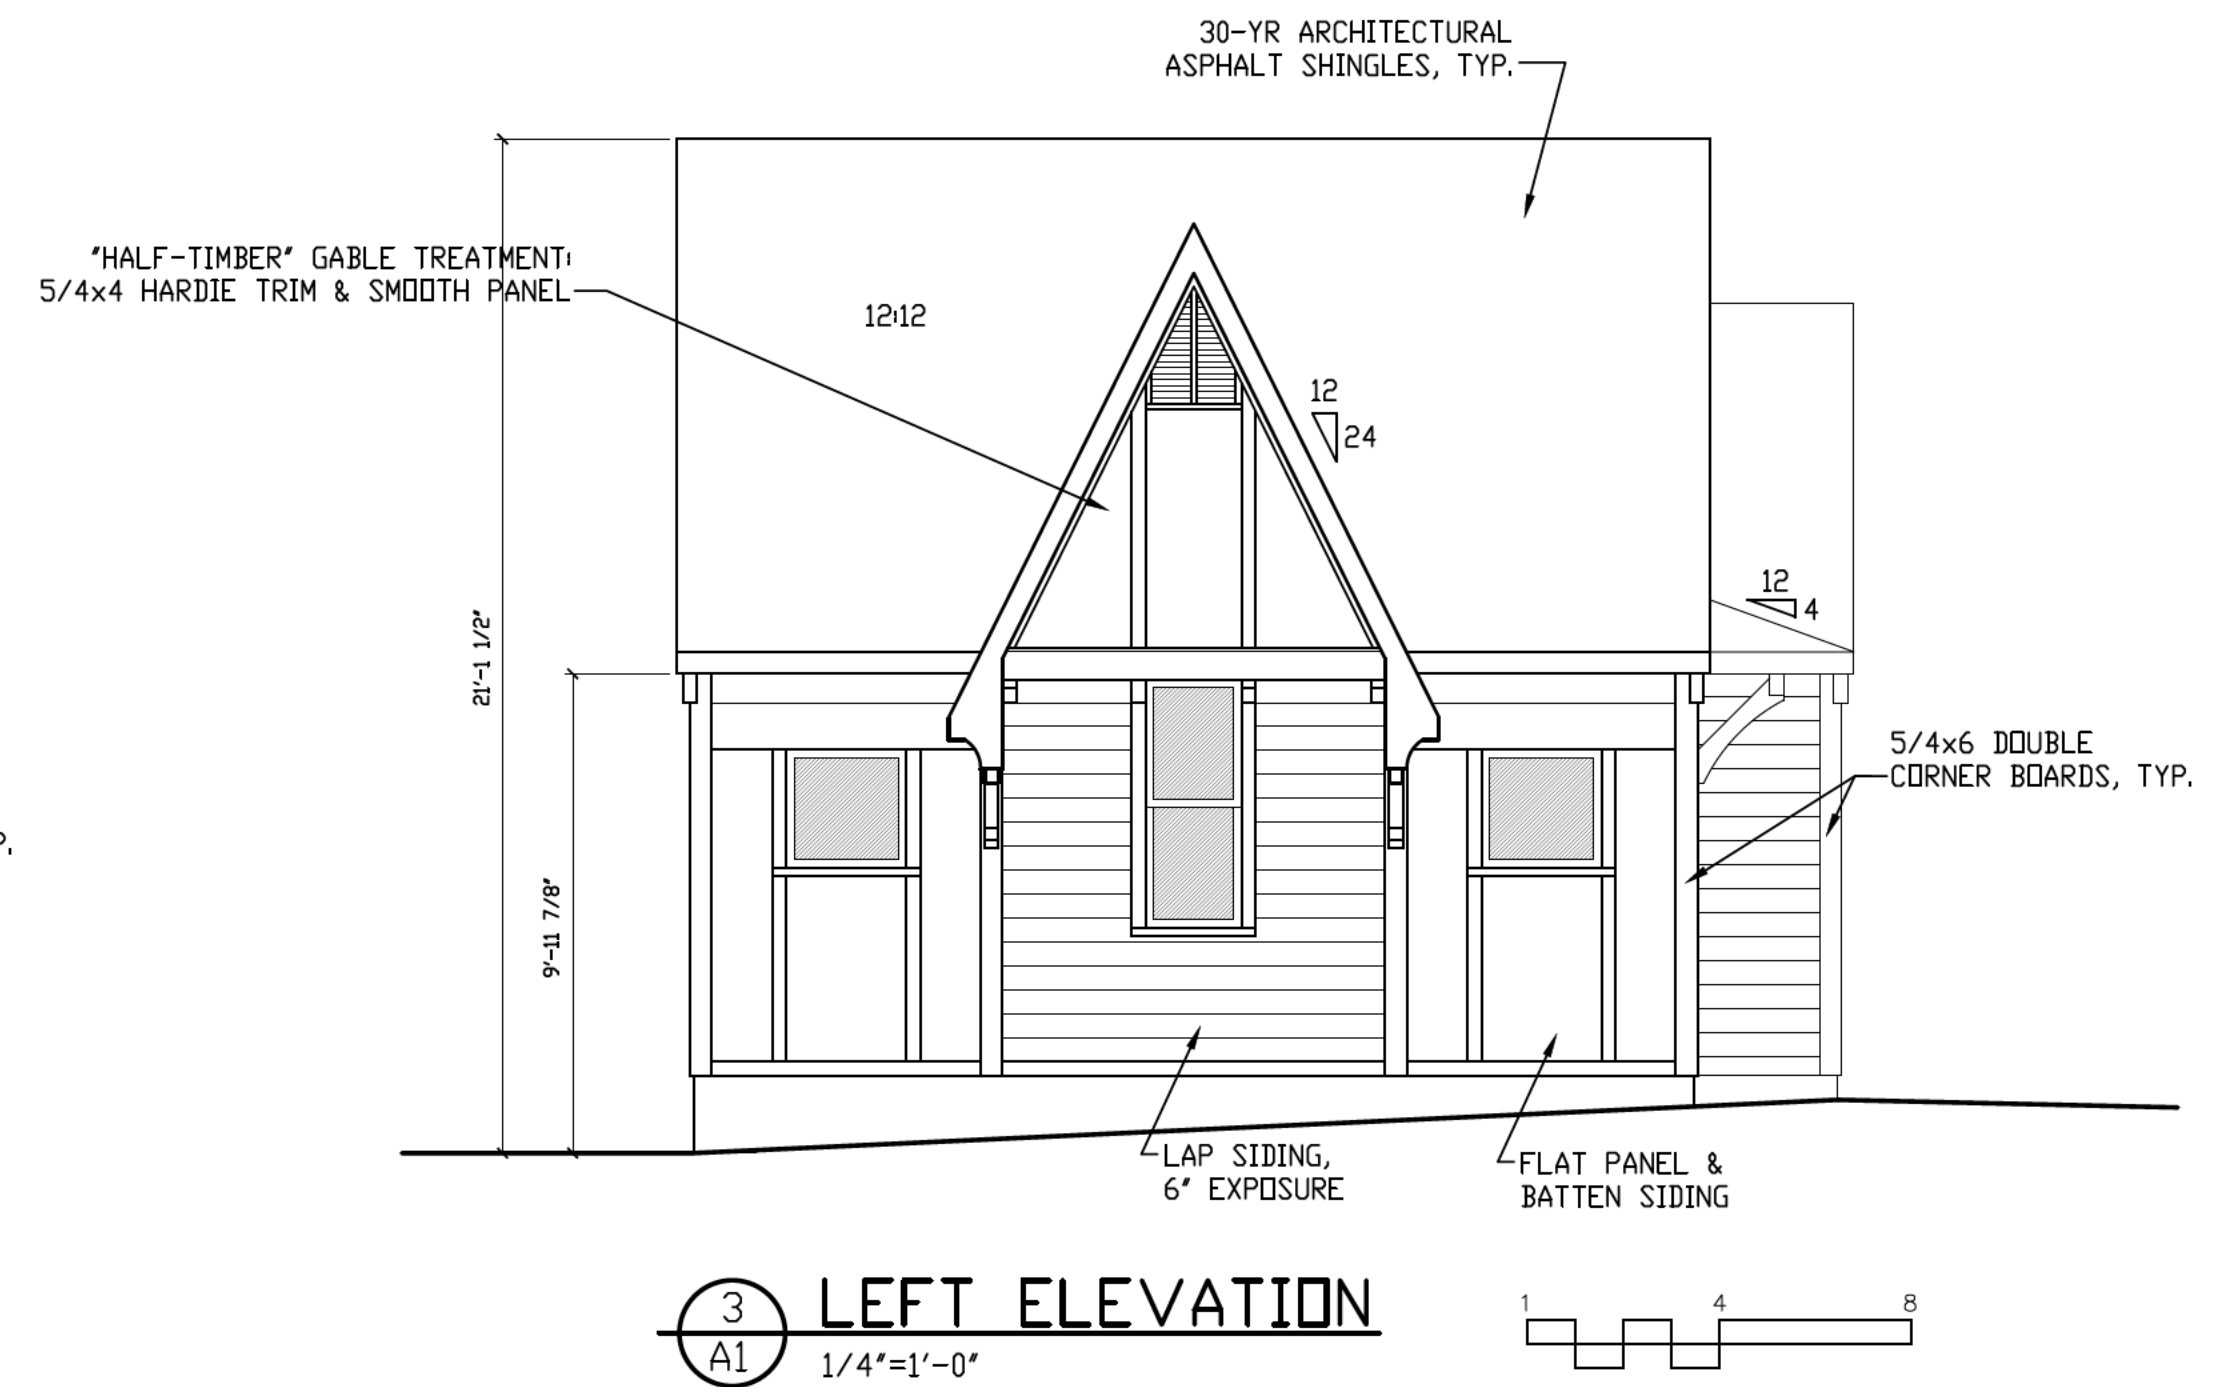 30-YR ARCHITECTURAL
ASPHALT SHINGLES, TYP.
"HALF-TIMBER" GABLE TREATMENT:
5/4x4 HARDIE TRIM & SMOOTH PANEL
12:12
12
24
12
4
21'-1 1/2"
9'-11 7/8"
5/4x6 DOUBLE
CORNER BOARDS, TYP.
LAP SIDING,
6" EXPOSURE
FLAT PANEL &
BATTEN SIDING
3
A1
LEFT ELEVATION
1/4"=1'-0"
1 4 8